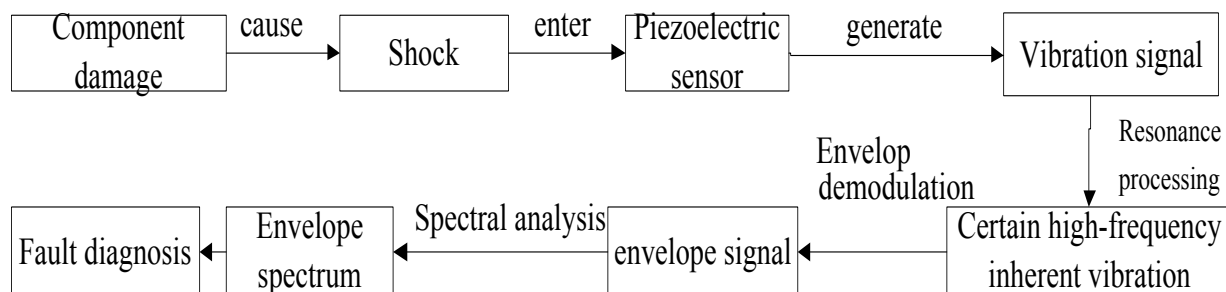 Component
damage
cause
Shock
enter
Piezoelectric
sensor
generate
Vibration signal
Resonance
processing
Certain high-frequency
inherent vibration
Envelop
demodulation
envelope signal
Spectral analysis
Envelope
spectrum
Fault diagnosis